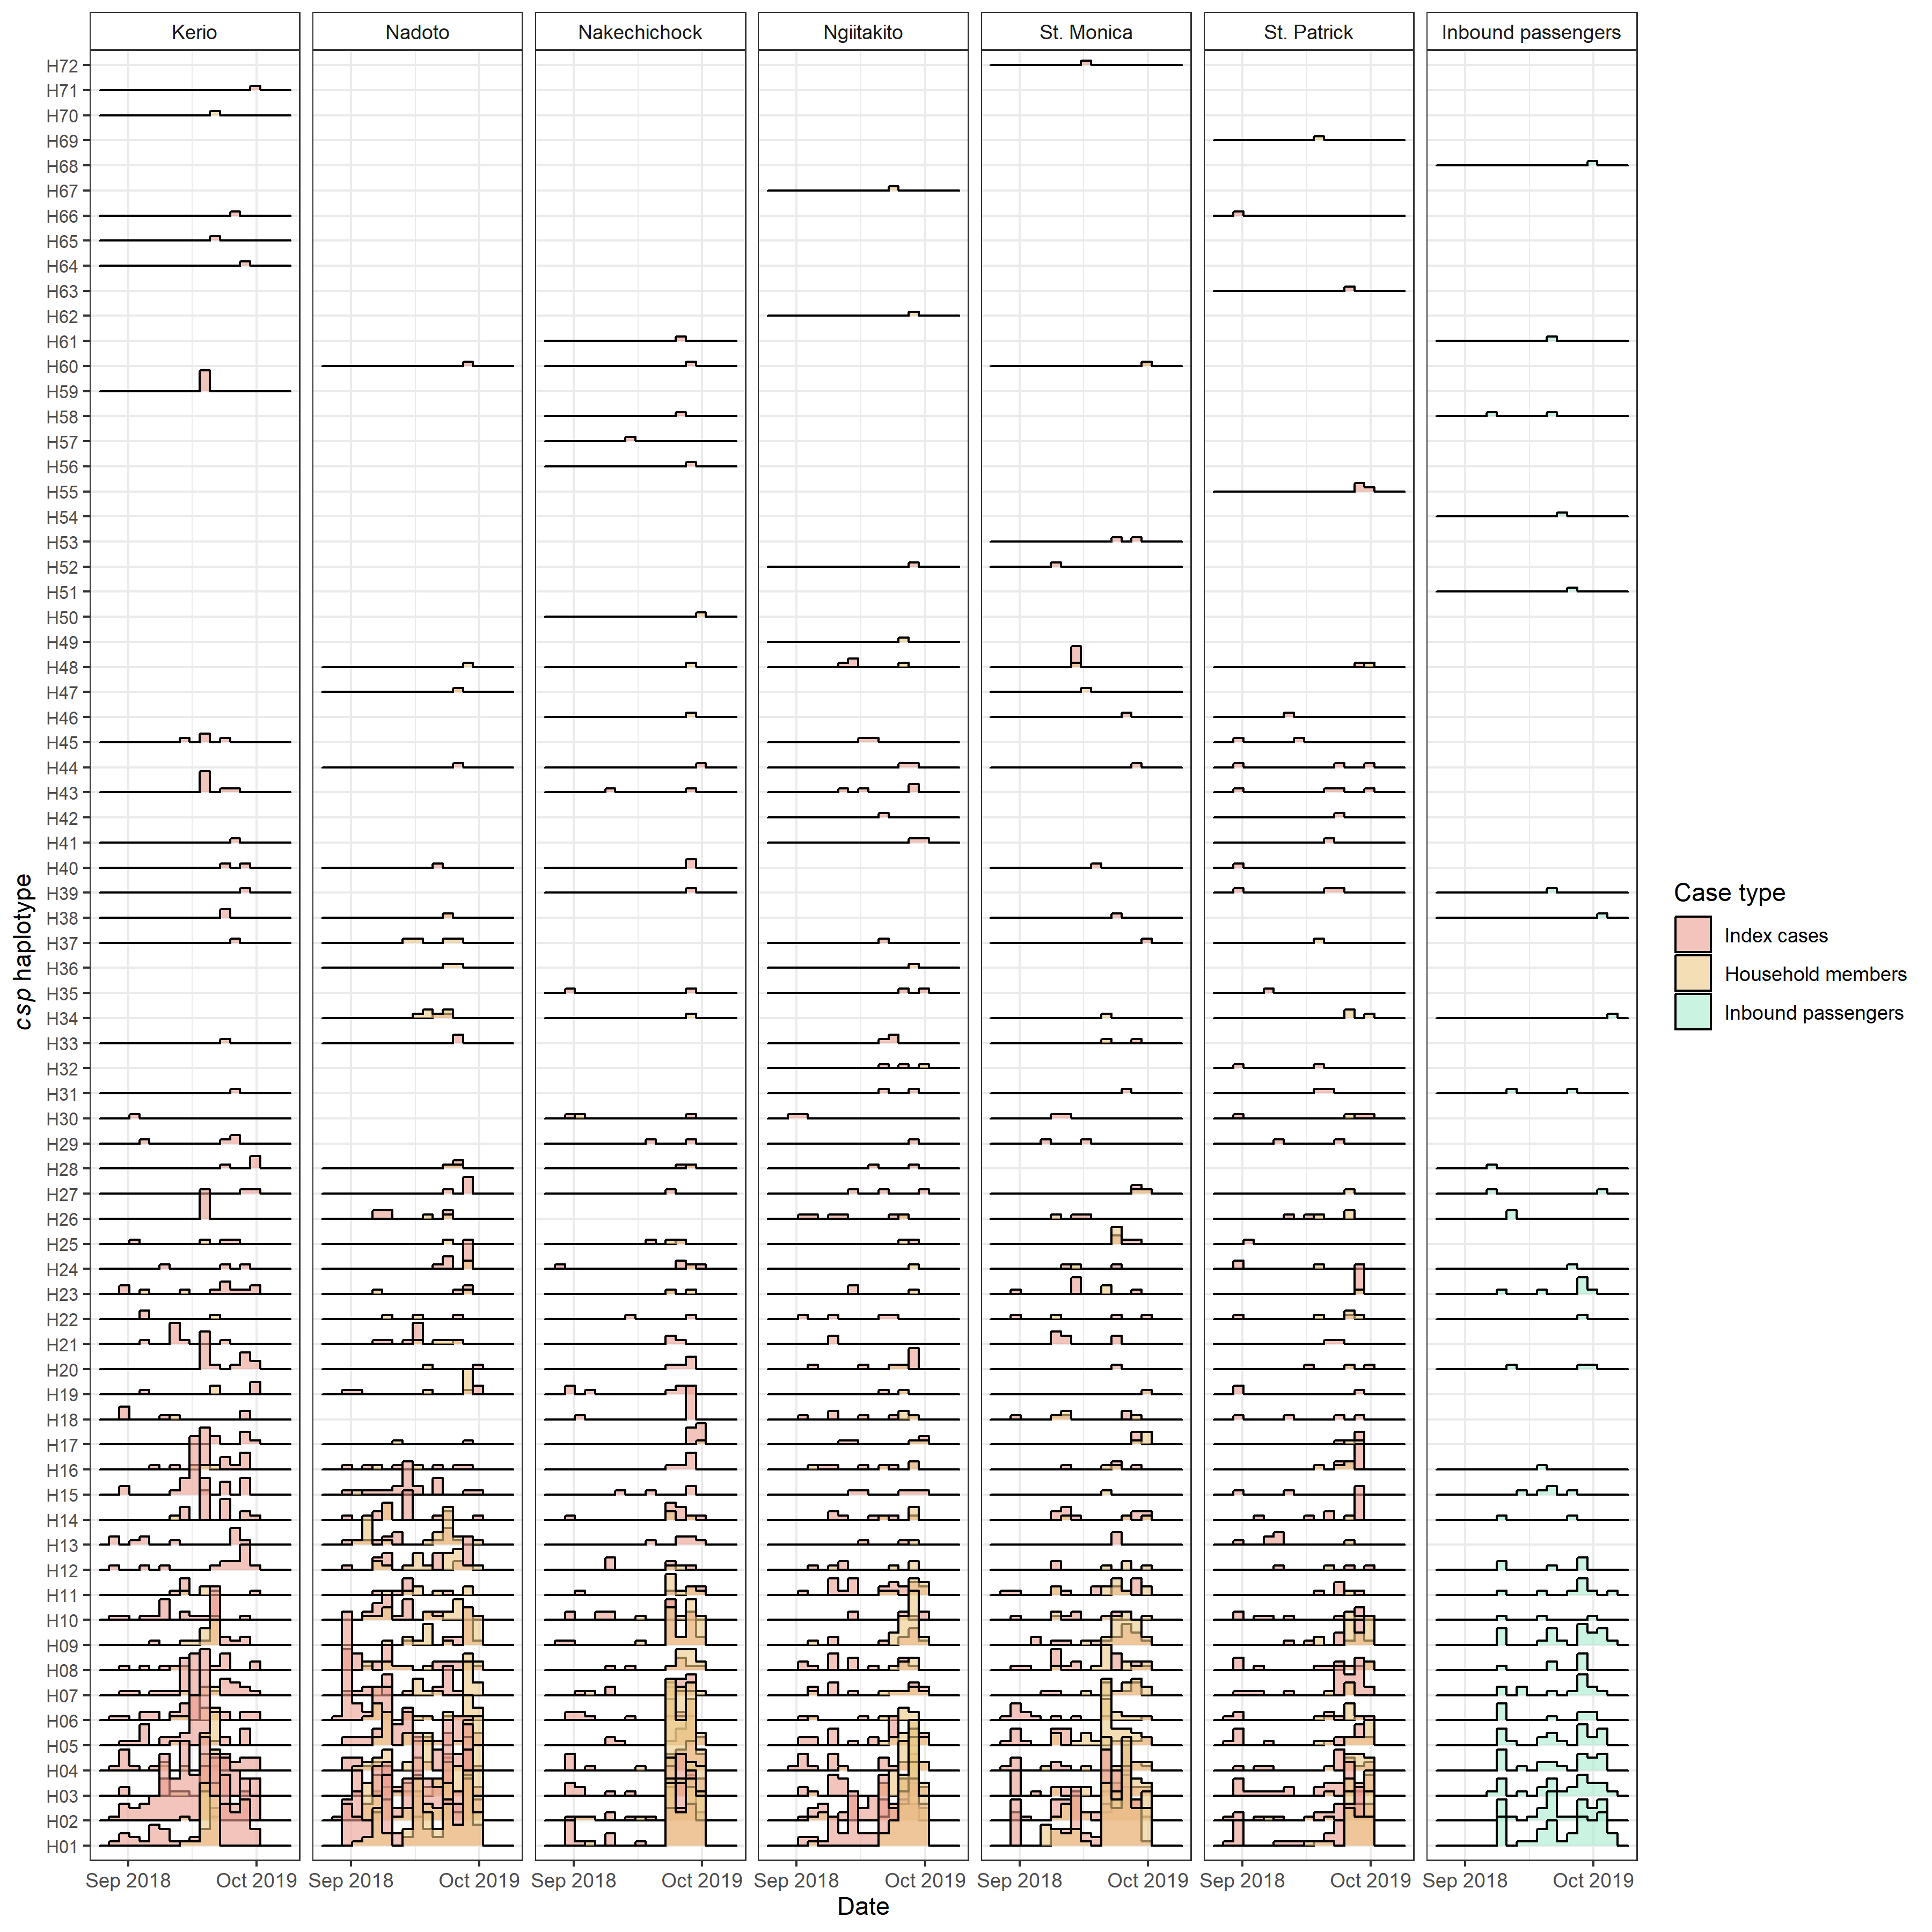 Kerio Nadoto Nakechichock Ngiitakito St. Monica St. Patrick Inbound passengers
H72
H71
H70
H69
H68
H67
H66
H65
H64
H63
H62
H61
H60
H59
H58
H57
H56
H55
H54
H53
H52
H51
H50
H49
H48
H47
H46
H45
H44
H43
H42
H41
H40
H39
H38
H37
H36
H35
H34
H33
H32
H31
H30
H29
H28
H27
H26
H25
H24
H23
H22
H21
H20
H19
H18
H17
H16
H15
H14
H13
H12
H11
H10
H09
H08
H07
H06
H05
H04
H03
H02
H01
csp haplotype
Sep 2018 Oct 2019 Sep 2018 Oct 2019 Sep 2018 Oct 2019 Sep 2018 Oct 2019 Sep 2018 Oct 2019 Sep 2018 Oct 2019 Sep 2018 Oct 2019
Date
Case type
Index cases
Household members
Inbound passengers